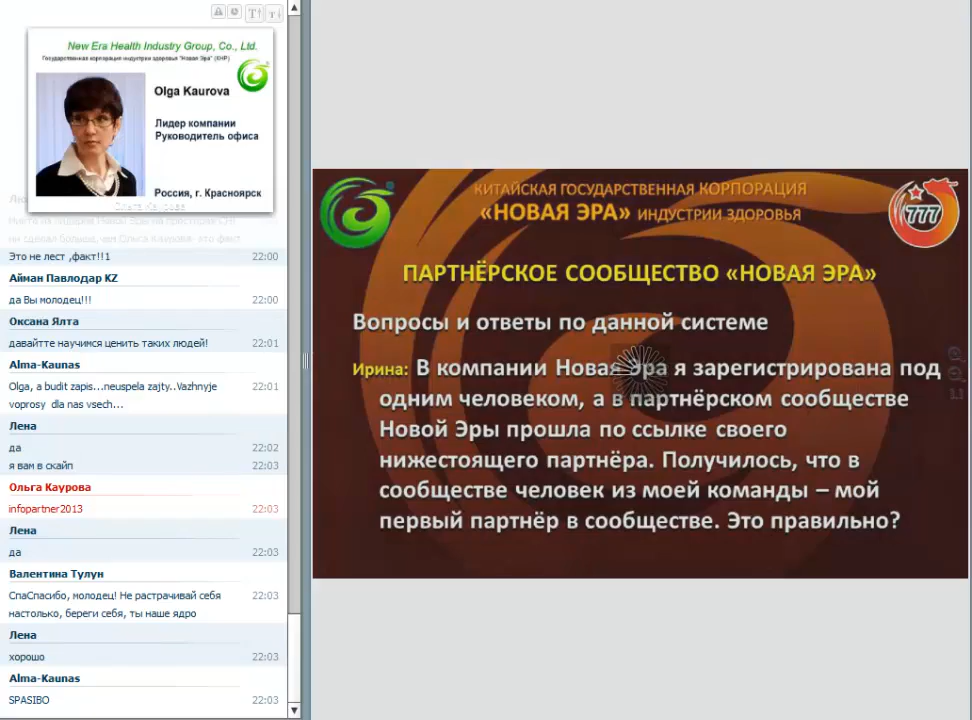 New Era Health Industry Group, Co., Ltd.
Государственная корпорация индустрии здоровья "Новая Эра" (КНР)
Olga Kaurova
Лидер компании
Руководитель офиса
Россия, г. Красноярск
Ольга Каурова
Это не лест ,факт!!1 22:00
Айман Павлодар KZ
да Вы молодец!!! 22:00
Оксана Ялта
давайтте научимся ценить таких людей! 22:01
Alma-Kaunas
Olga, a budit zapis...neuspela zajty..Vazhnyje 22:01
voprosy dla nas vsech...
Лена
да 22:02
я вам в скайп 22:03
Ольга Каурова
infopartner2013 22:03
Лена
да 22:03
Валентина Тулун
СпаСпасибо, молодец! Не растрачивай себя 22:03
настолько, береги себя, ты наше ядро
Лена
хорошо 22:03
Alma-Kaunas
SPASIBO 22:03
КИТАЙСКАЯ ГОСУДАРСТВЕННАЯ КОРПОРАЦИЯ
«НОВАЯ ЭРА» ИНДУСТРИИ ЗДОРОВЬЯ
777
ПАРТНЁРСКОЕ СООБЩЕСТВО «НОВАЯ ЭРА»
Вопросы и ответы по данной системе
Ирина: В компании Новая Эра я зарегистрирована под
одним человеком, а в партнёрском сообществе
Новой Эры прошла по ссылке своего
нижестоящего партнёра. Получилось, что в
сообществе человек из моей команды – мой
первый партнёр в сообществе. Это правильно?